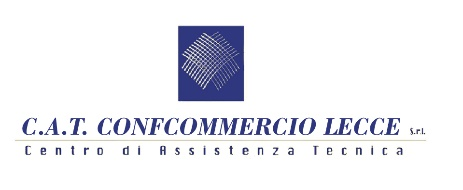 C.A.T. CONFCOMMERCIO LECCE S.r.l.
Centro di Assistenza Tecnica